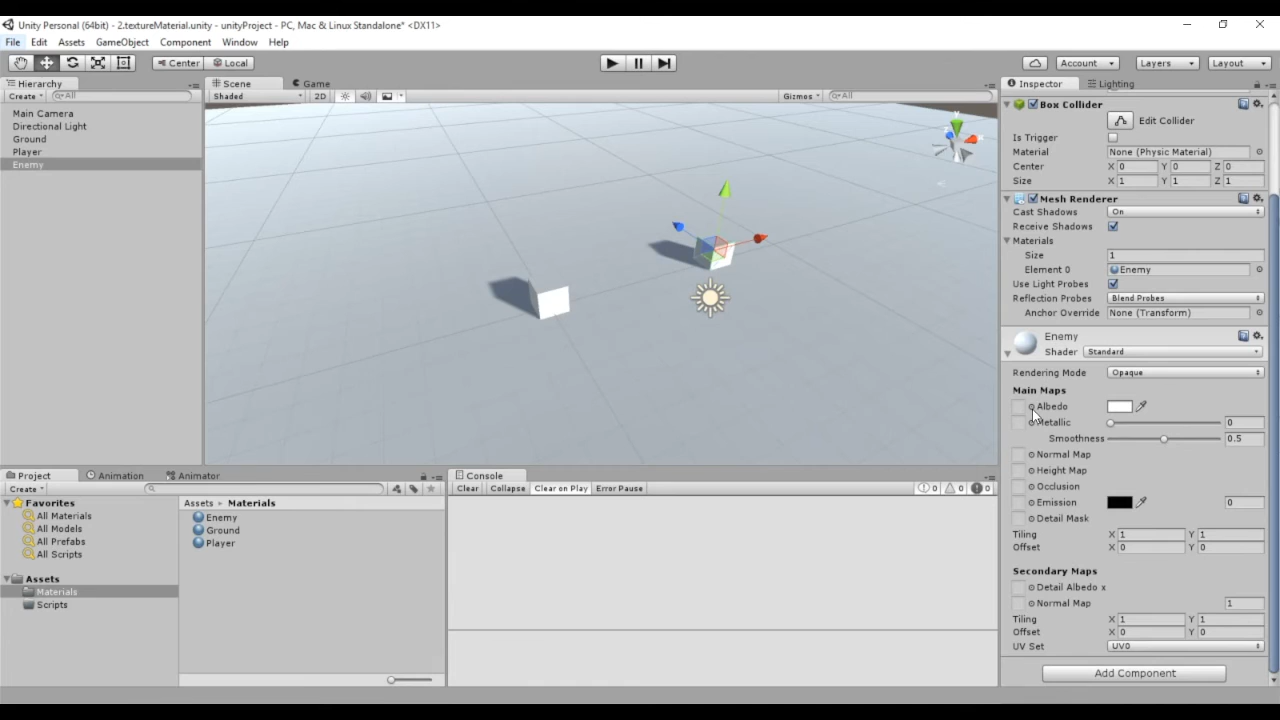 Unity Personal (64bit) - 2.textureMaterial.unity - unityProject - PC, Mac & Linux Standalone* <DX11>
File Edit Assets GameObject Component Window Help
Center Local Account Layers Layout
Hierarchy Scene Game Inspector Lighting
Create All Shaded 2D Gizmos All
Main Camera
Directional Light
Ground
Player
Enemy
Box Collider
Edit Collider
Is Trigger
Material None (Physic Material)
Center X 0 Y 0 Z 0
Size X 1 Y 1 Z 1
Mesh Renderer
Cast Shadows On
Receive Shadows
Materials
Size 1
Element 0 Enemy
Use Light Probes
Reflection Probes Blend Probes
Anchor Override None (Transform)
Enemy
Shader Standard
Rendering Mode Opaque
Main Maps
Albedo
Metallic 0
Smoothness 0.5
Normal Map
Height Map
Occlusion
Emission 0
Detail Mask
Tiling X 1 Y 1
Offset X 0 Y 0
Secondary Maps
Detail Albedo x
Normal Map 1
Tiling X 1 Y 1
Offset X 0 Y 0
UV Set UV0
Add Component
Project Animation Animator
Create
Favorites
All Materials
All Models
All Prefabs
All Scripts
Assets
Materials
Scripts
Assets Materials
Enemy
Ground
Player
Console
Clear Collapse Clear on Play Error Pause 0 0 0